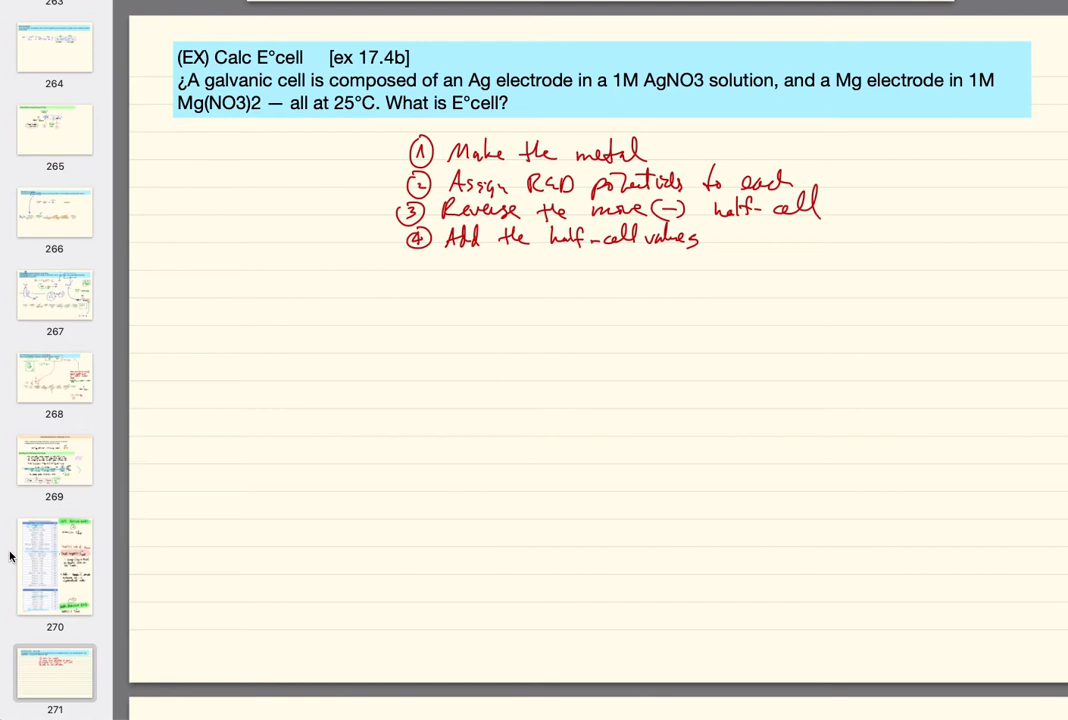 263
264
265
266
267
268
269
270
271
(EX) Calc E°cell [ex 17.4b]
¿A galvanic cell is composed of an Ag electrode in a 1M AgNO3 solution, and a Mg electrode in 1M
Mg(NO3)2 — all at 25°C. What is E°cell?
① Make the metal
② Assign RED potentials to each
③ Reverse the more (–) half-cell
④ Add the half-cell values